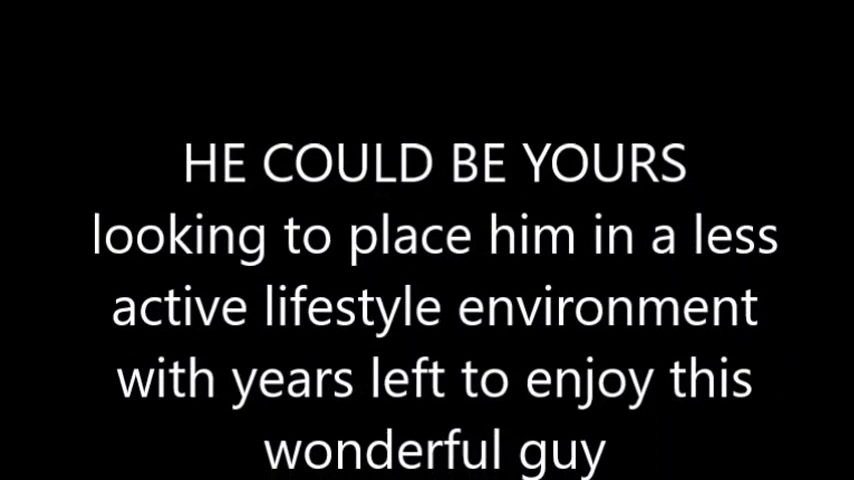 HE COULD BE YOURS
looking to place him in a less
active lifestyle environment
with years left to enjoy this
wonderful guy